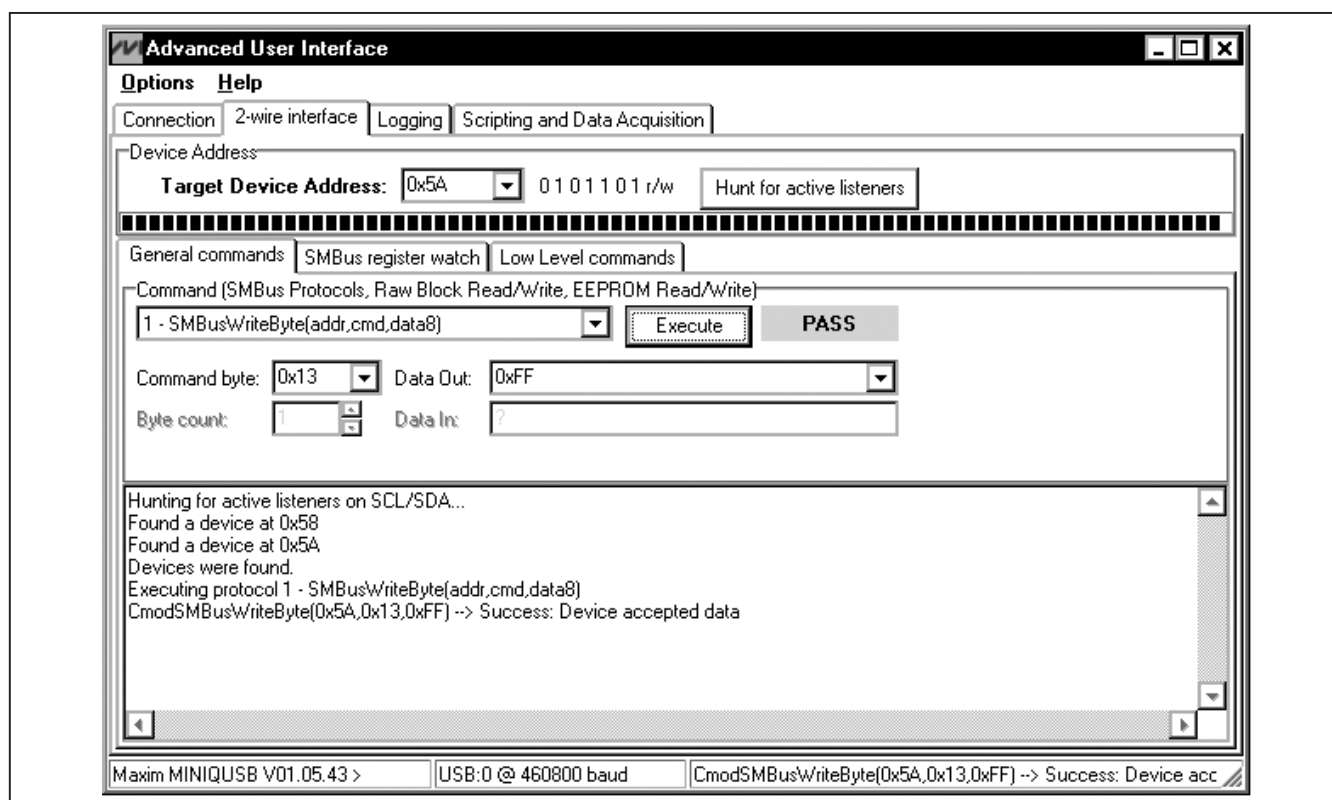 Advanced User Interface
Options Help
Connection 2-wire interface Logging Scripting and Data Acquisition
Device Address
Target Device Address: 0x5A 0 1 0 1 1 0 1 r/w Hunt for active listeners
General commands SMBus register watch Low Level commands
Command (SMBus Protocols, Raw Block Read/Write, EEPROM Read/Write)
1 - SMBusWriteByte(addr,cmd,data8) Execute PASS
Command byte: 0x13 Data Out: 0xFF
Byte count: 1 Data In: ?
Hunting for active listeners on SCL/SDA...
Found a device at 0x58
Found a device at 0x5A
Devices were found.
Executing protocol 1 - SMBusWriteByte(addr,cmd,data8)
CmodSMBusWriteByte(0x5A,0x13,0xFF) --> Success: Device accepted data
Maxim MINIQUSB V01.05.43 > USB:0 @ 460800 baud CmodSMBusWriteByte(0x5A,0x13,0xFF) --> Success: Device acc